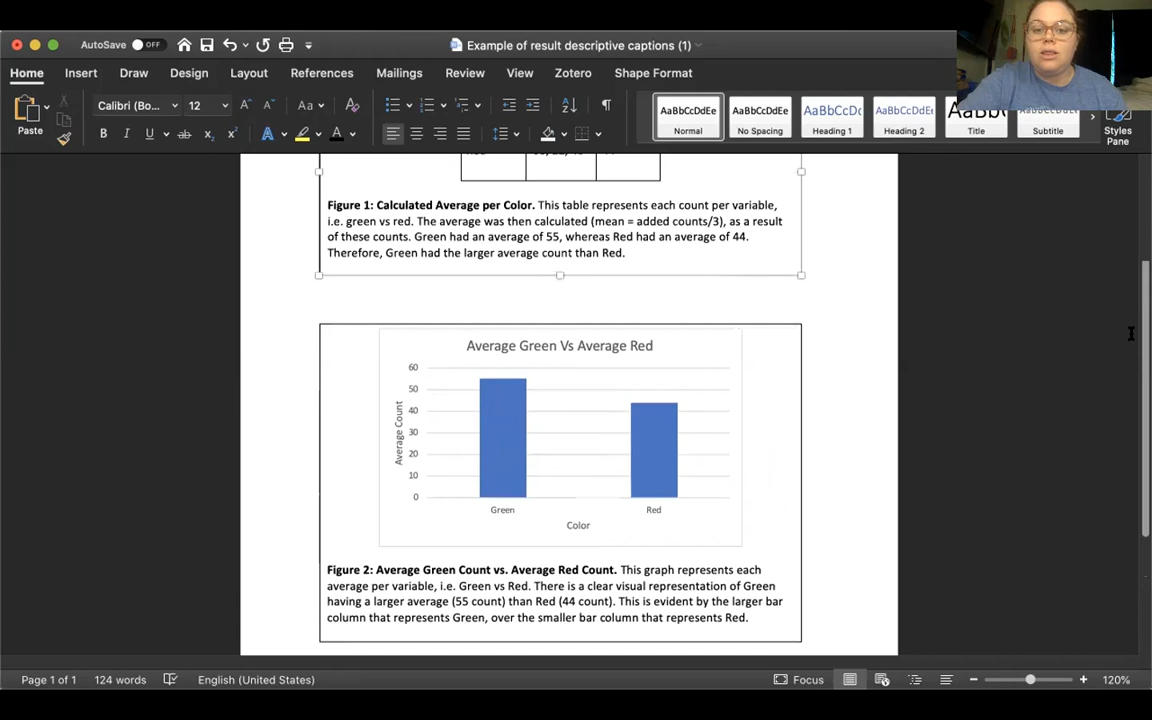 AutoSave OFF
Example of result descriptive captions (1)
Home Insert Draw Design Layout References Mailings Review View Zotero Shape Format
Paste
Calibri (Bo... 12
AaBbCcDdEe Normal
AaBbCcDdEe No Spacing
AaBbCcDc Heading 1
AaBbCcDdEe Heading 2
Title
Subtitle
Styles
Pane
Figure 1: Calculated Average per Color. This table represents each count per variable,
i.e. green vs red. The average was then calculated (mean = added counts/3), as a result
of these counts. Green had an average of 55, whereas Red had an average of 44.
Therefore, Green had the larger average count than Red.
Average Green Vs Average Red
60
50
40
30
20
10
0
Average Count
Green Red
Color
Figure 2: Average Green Count vs. Average Red Count. This graph represents each
average per variable, i.e. Green vs Red. There is a clear visual representation of Green
having a larger average (55 count) than Red (44 count). This is evident by the larger bar
column that represents Green, over the smaller bar column that represents Red.
Page 1 of 1 124 words English (United States) Focus 120%